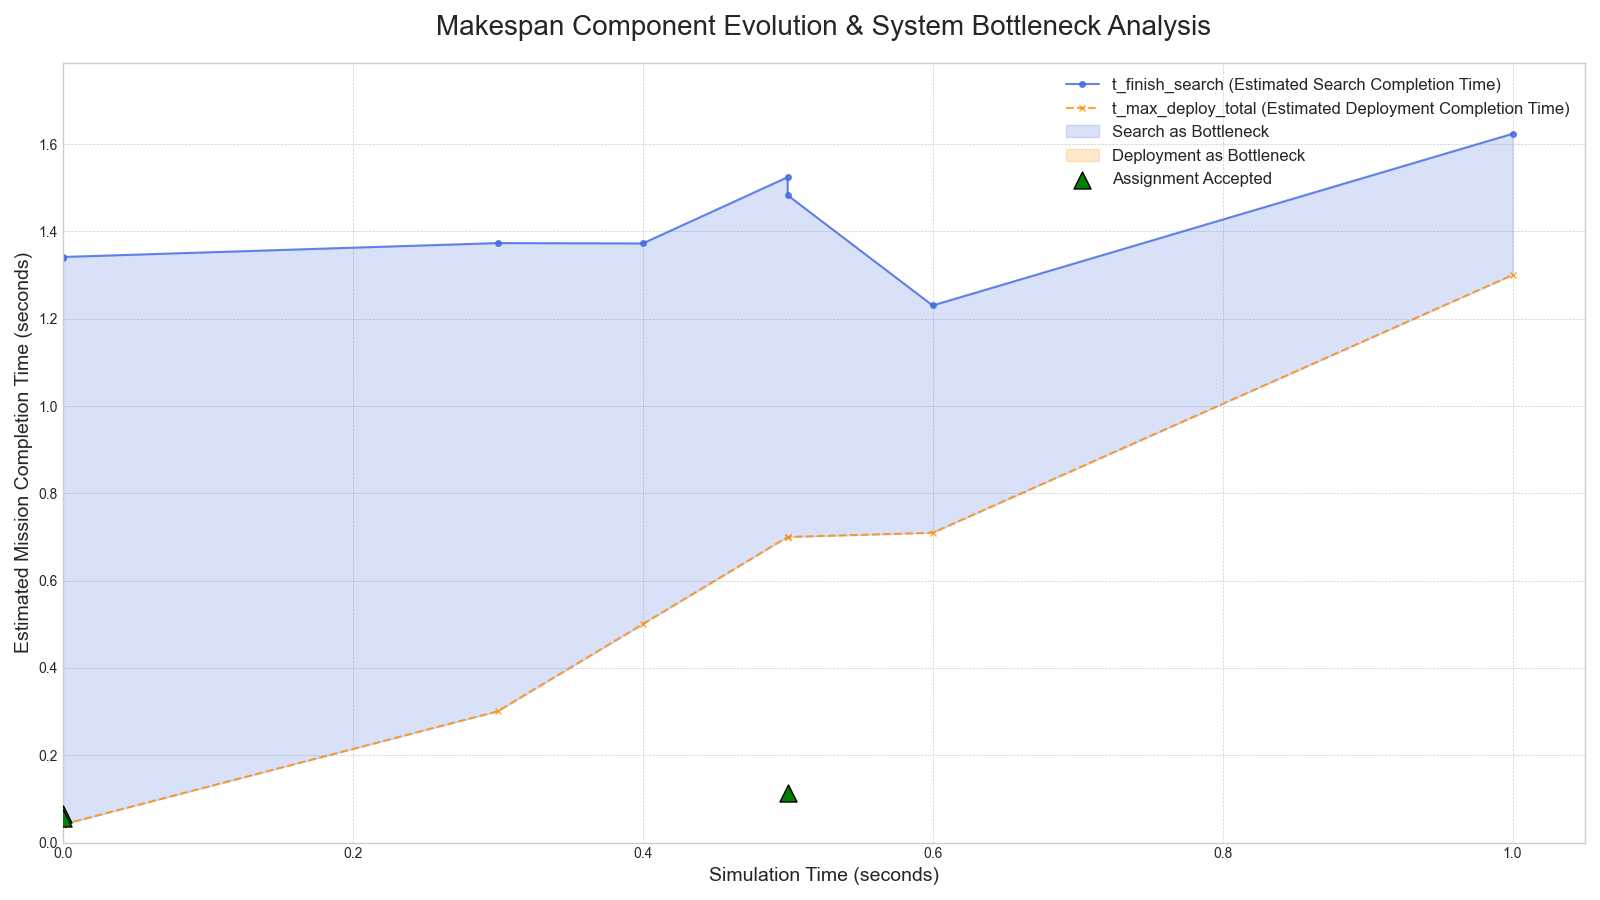 Makespan Component Evolution & System Bottleneck Analysis
t_finish_search (Estimated Search Completion Time)
t_max_deploy_total (Estimated Deployment Completion Time)
Search as Bottleneck
Deployment as Bottleneck
Assignment Accepted
Estimated Mission Completion Time (seconds)
1.6
1.4
1.2
1.0
0.8
0.6
0.4
0.2
0.0
0.0 0.2 0.4 0.6 0.8 1.0
Simulation Time (seconds)